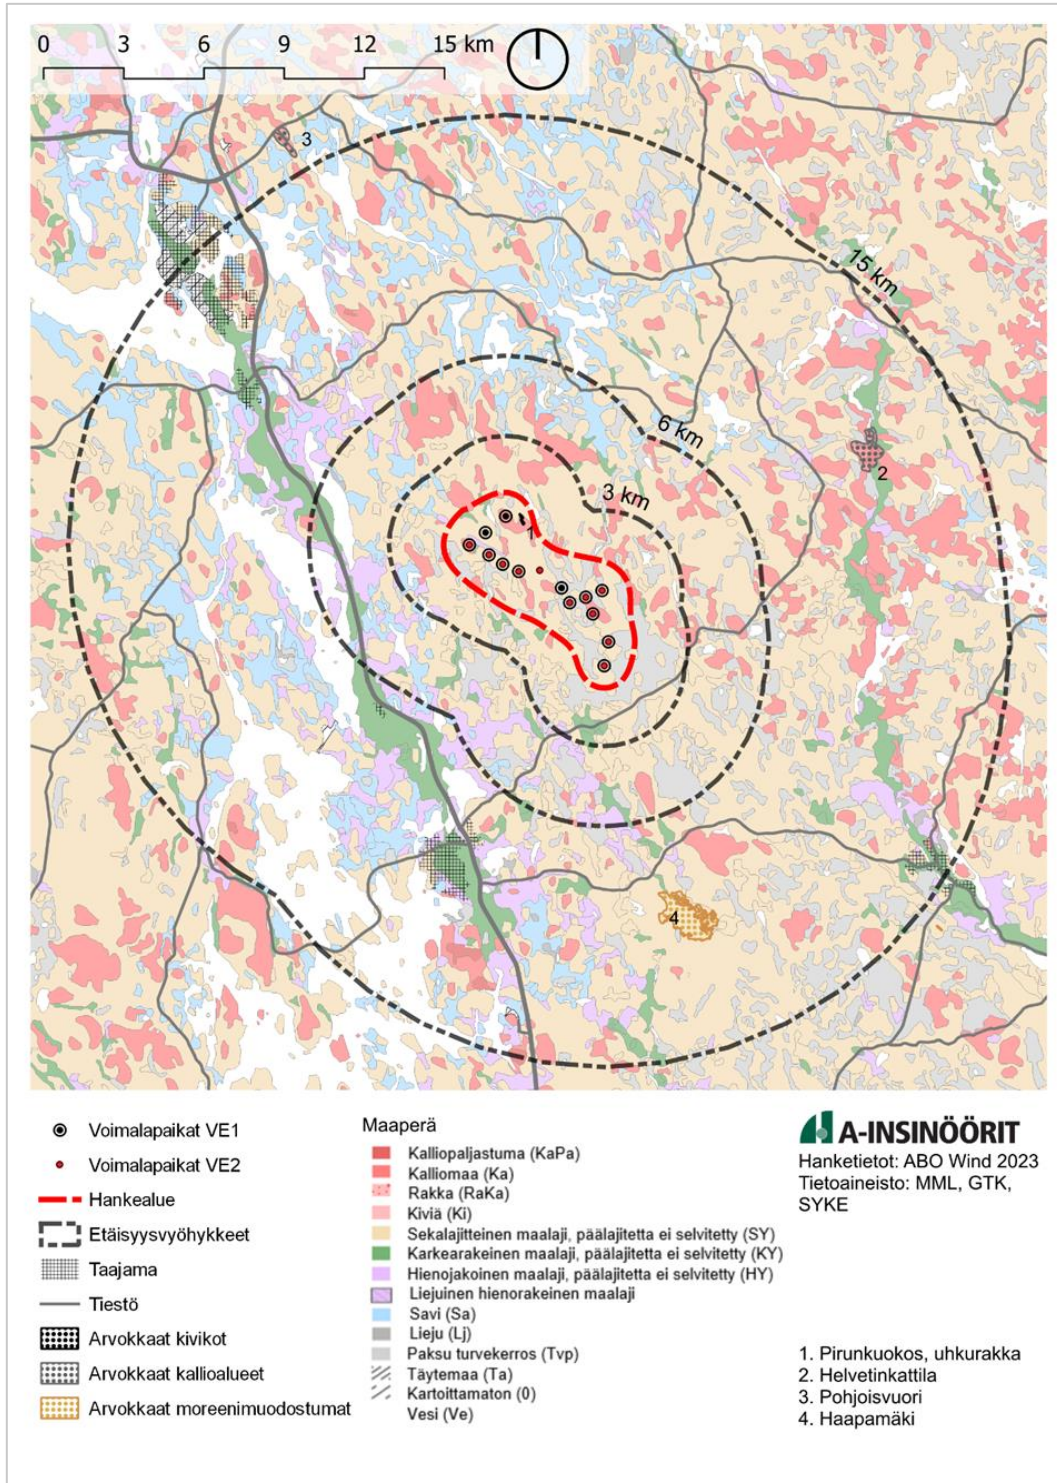 0 3 6 9 12 15 km
3
15 km
6 km
2
3 km
1
4
Voimalapaikat VE1
Voimalapaikat VE2
Hankealue
Etäisyysvyöhykkeet
Taajama
Tiestö
Arvokkaat kivikot
Arvokkaat kallioalueet
Arvokkaat moreenimuodostumat
Maaperä
Kalliopaljastuma (KaPa)
Kalliomaa (Ka)
Rakka (RaKa)
Kiviä (Ki)
Sekalajitteinen maalaji, päälajitetta ei selvitetty (SY)
Karkearakeinen maalaji, päälajitetta ei selvitetty (KY)
Hienojakoinen maalaji, päälajitetta ei selvitetty (HY)
Liejuinen hienorakeinen maalaji
Savi (Sa)
Lieju (Lj)
Paksu turvekerros (Tvp)
Täytemaa (Ta)
Kartoittamaton (0)
Vesi (Ve)
A-INSINÖÖRIT
Hanketiedot: ABO Wind 2023
Tietoaineisto: MML, GTK,
SYKE
1. Pirunkuokos, uhkurakka
2. Helvetinkattila
3. Pohjoisvuori
4. Haapamäki